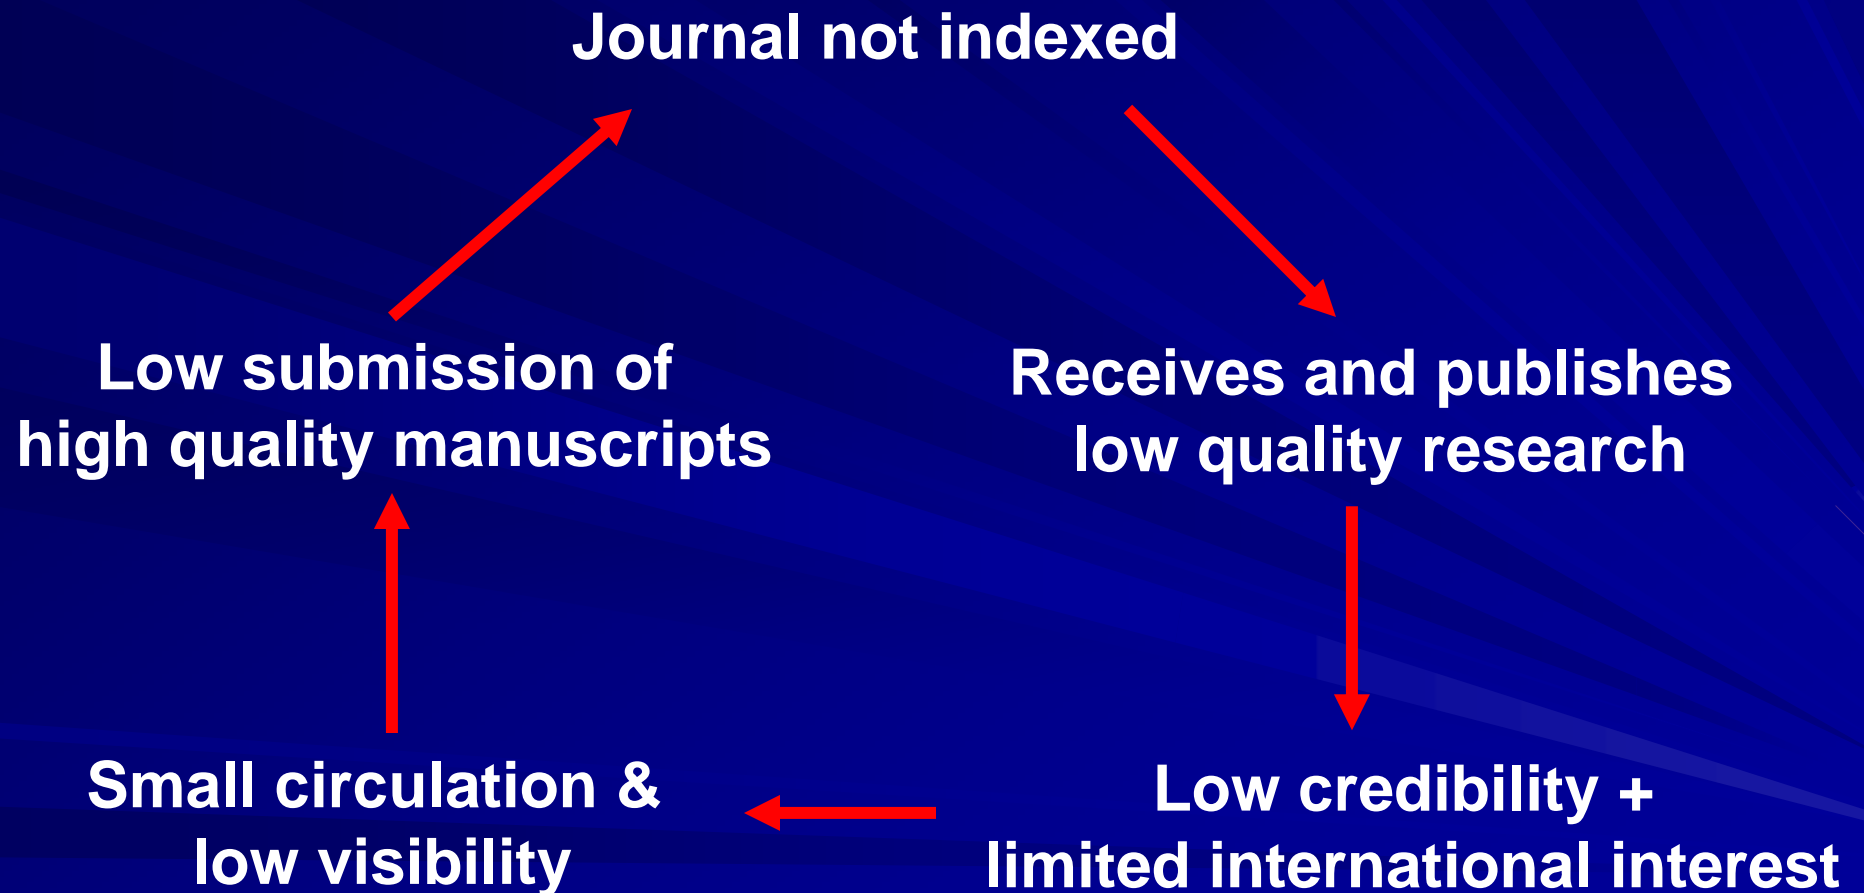 Journal not indexed
Low submission of
high quality manuscripts
Receives and publishes
low quality research
Small circulation &
low visibility
Low credibility +
limited international interest